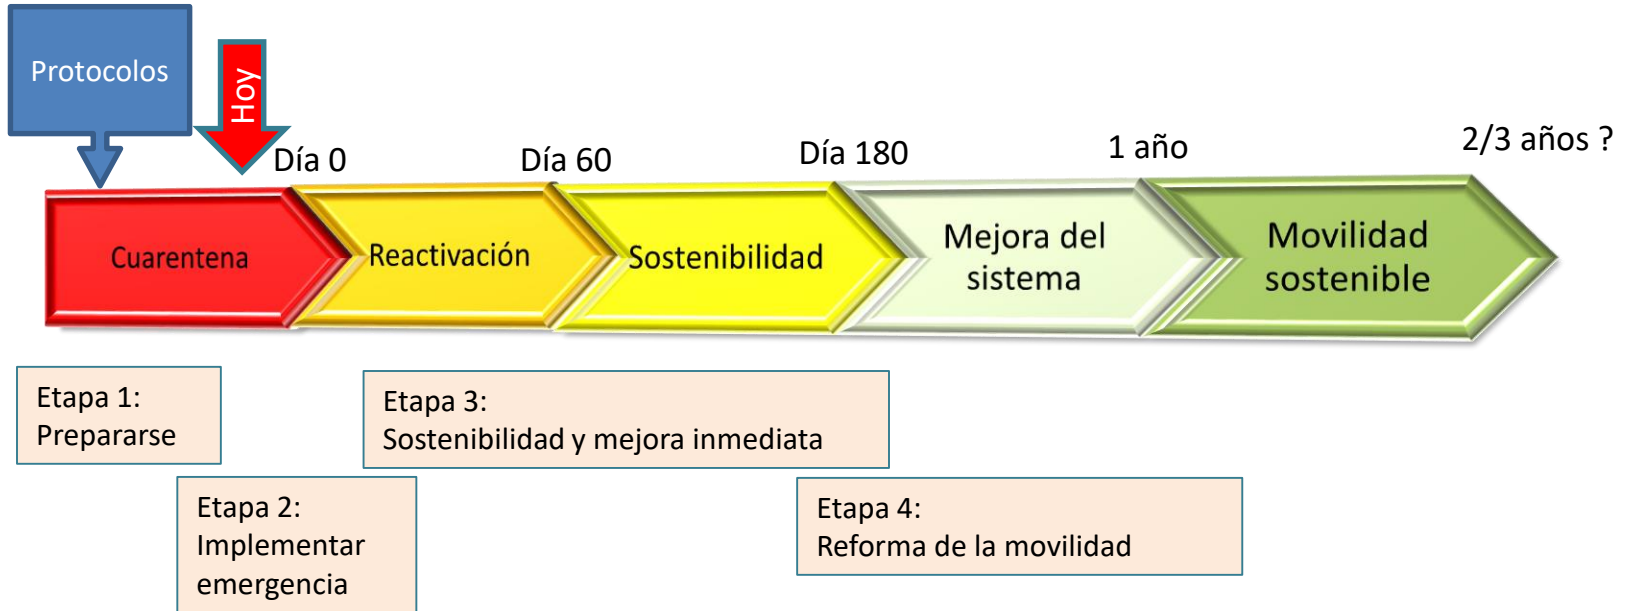 Protocolos
Hoy
Día 0
Día 60
Día 180
1 año
2/3 años ?
Cuarentena
Reactivación
Sostenibilidad
Mejora del
sistema
Movilidad
sostenible
Etapa 1:
Prepararse
Etapa 2:
Implementar
emergencia
Etapa 3:
Sostenibilidad y mejora inmediata
Etapa 4:
Reforma de la movilidad